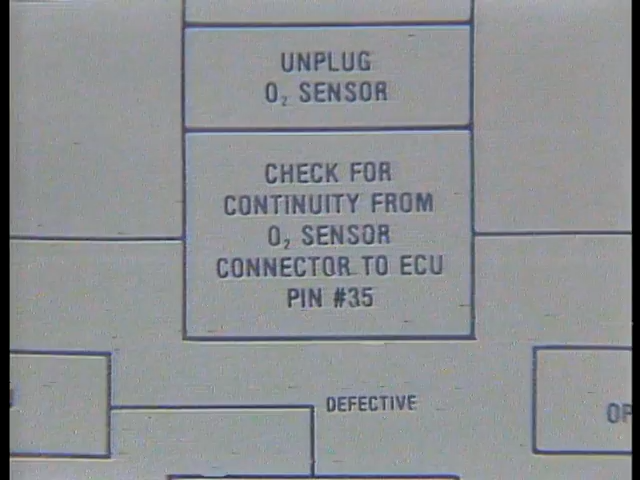 UNPLUG
O₂ SENSOR
CHECK FOR
CONTINUITY FROM
O₂ SENSOR
CONNECTOR TO ECU
PIN #35
DEFECTIVE